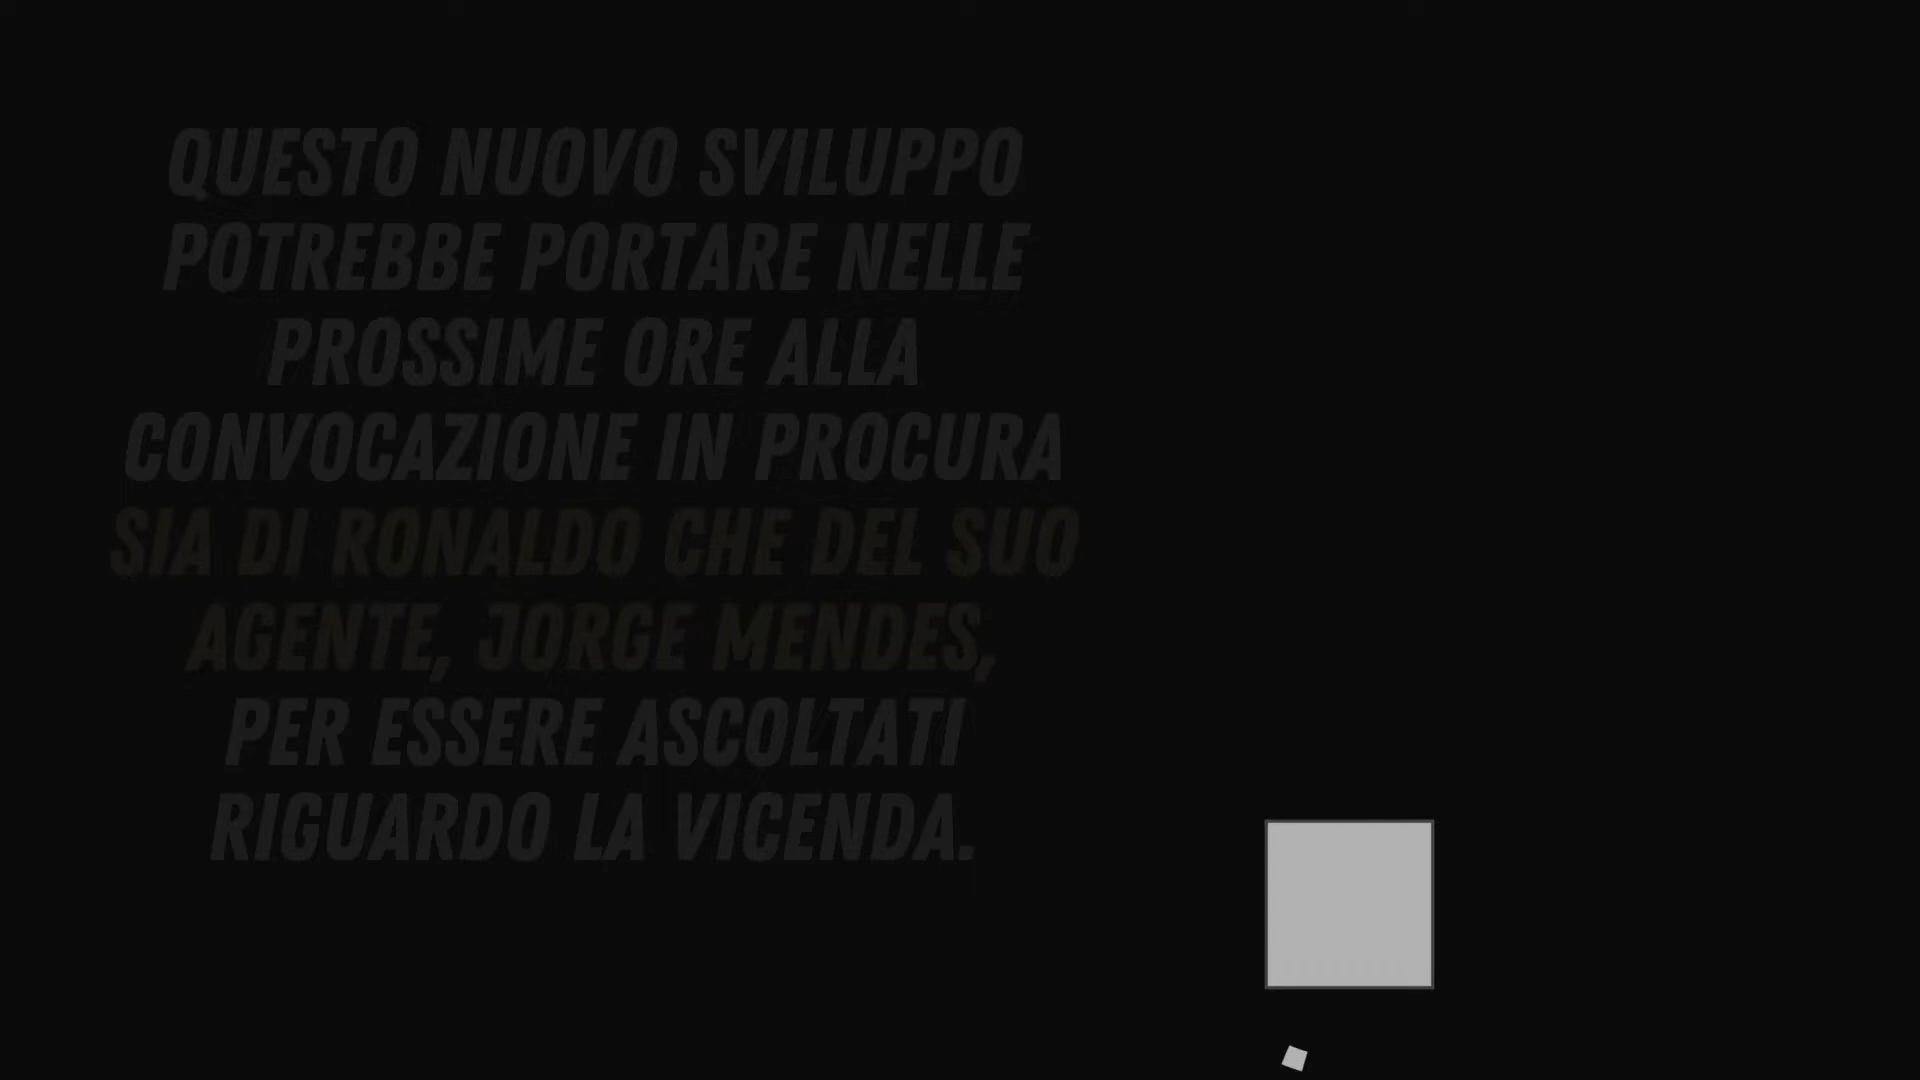 QUESTO NUOVO SVILUPPO
POTREBBE PORTARE NELLE
PROSSIME ORE ALLA
CONVOCAZIONE IN PROCURA
SIA DI RONALDO CHE DEL SUO
AGENTE, JORGE MENDES,
PER ESSERE ASCOLTATI
RIGUARDO LA VICENDA.